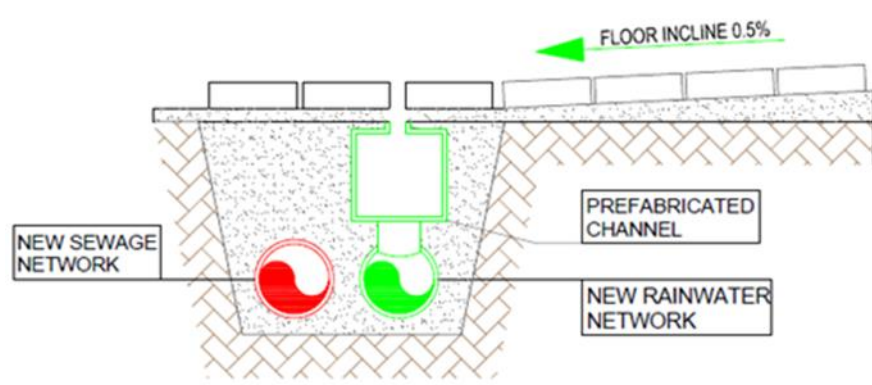 FLOOR INCLINE 0.5%
PREFABRICATED
CHANNEL
NEW SEWAGE
NETWORK
NEW RAINWATER
NETWORK